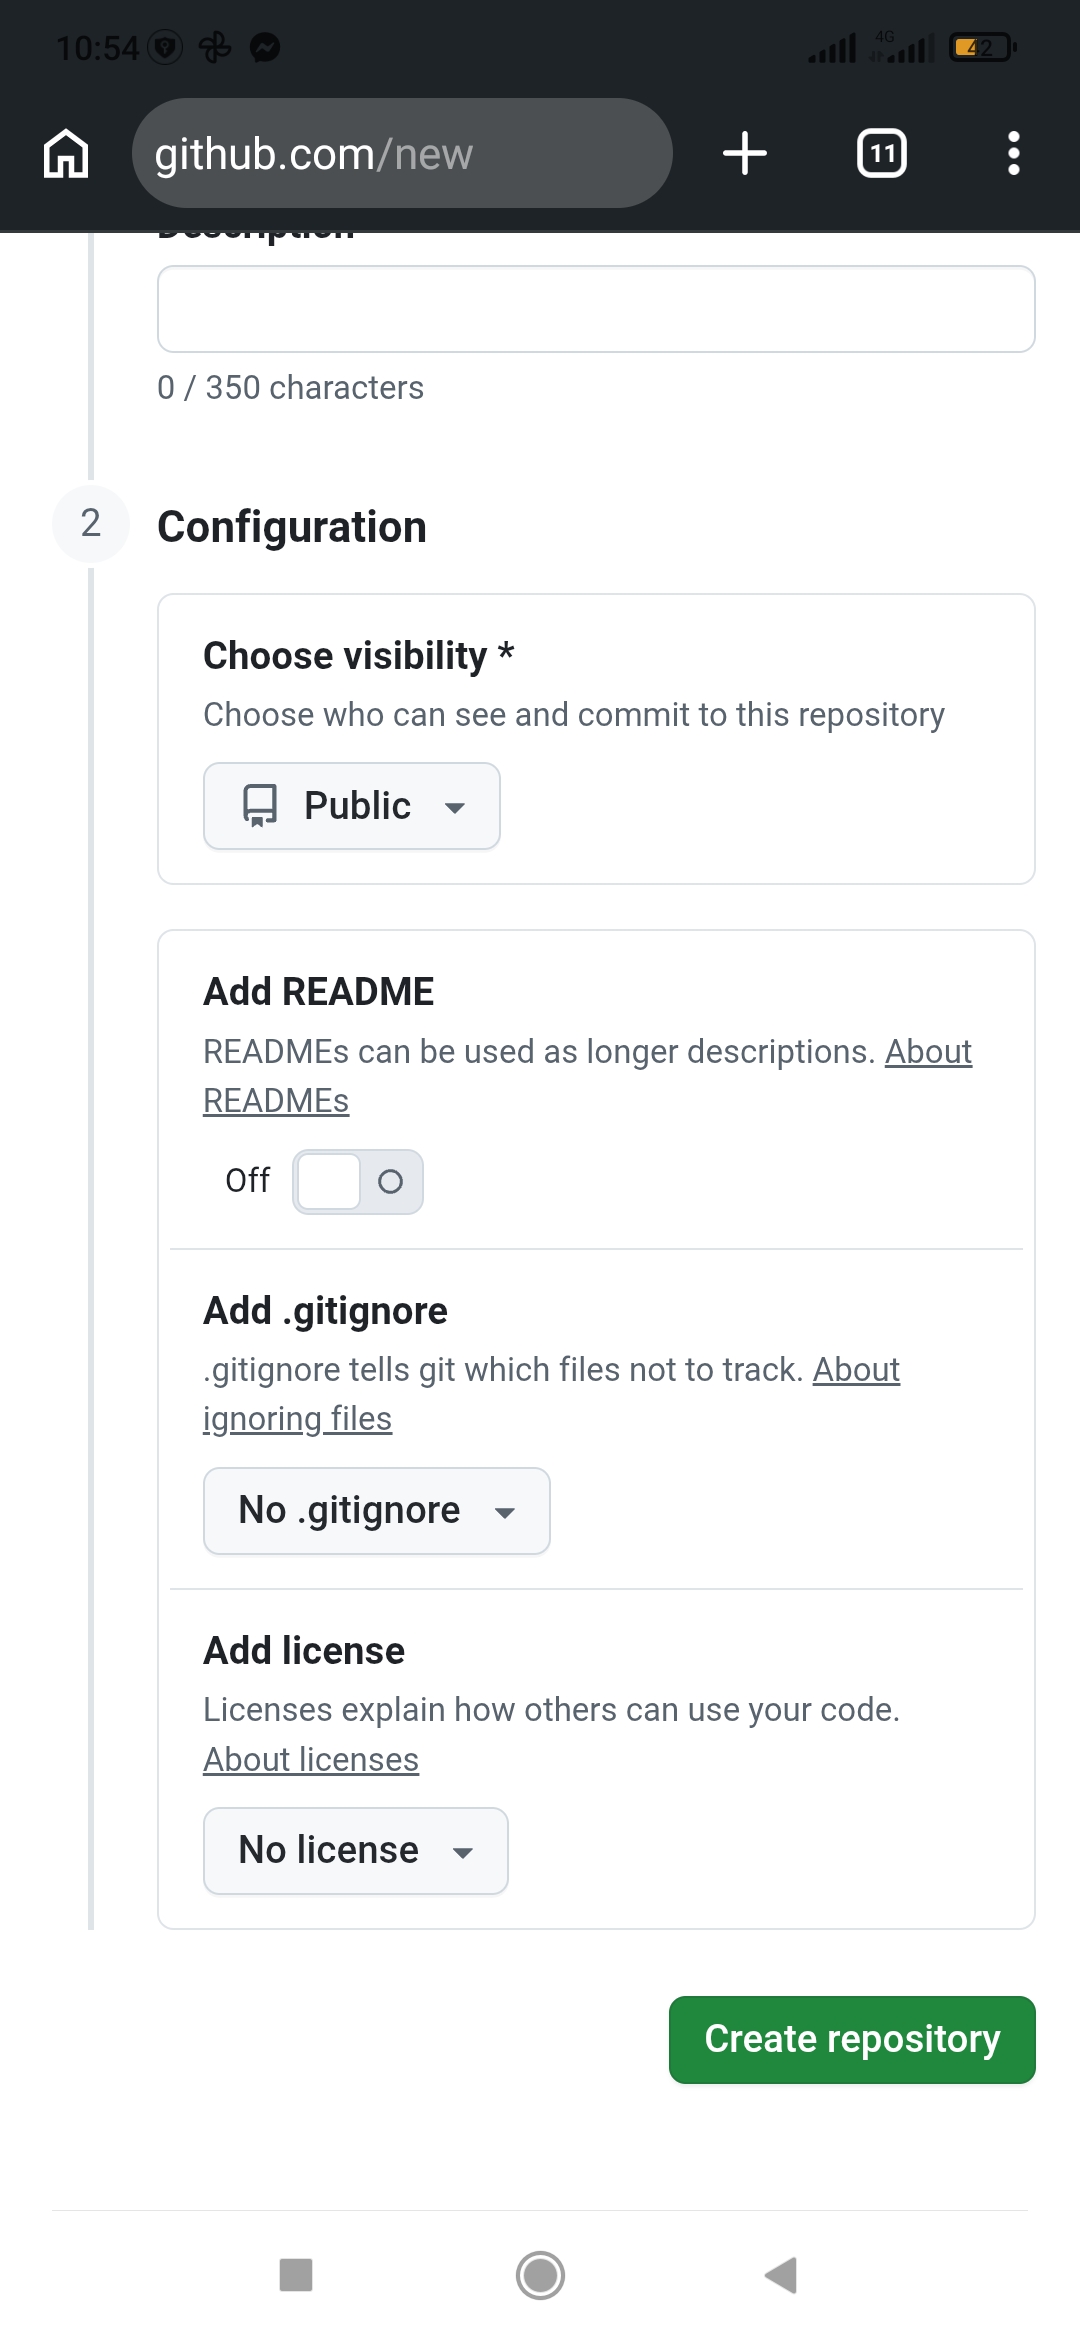 10:54
4G
42
github.com/new
11
Description
0 / 350 characters
2
Configuration
Choose visibility *
Choose who can see and commit to this repository
Public
Add README
READMEs can be used as longer descriptions. About
READMEs
Off
Add .gitignore
.gitignore tells git which files not to track. About
ignoring files
No .gitignore
Add license
Licenses explain how others can use your code.
About licenses
No license
Create repository